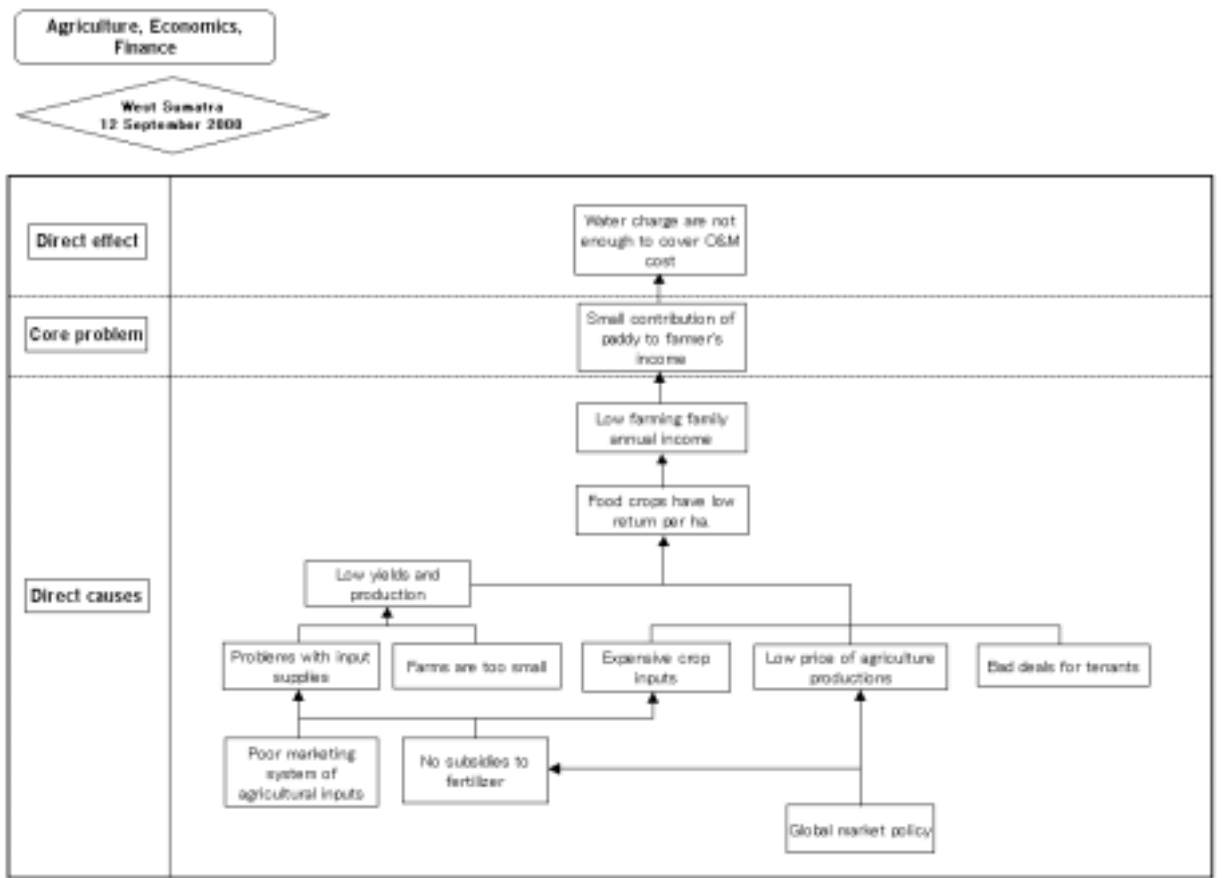 Agriculture, Economics,
Finance
West Sumatra
12 September 2000
Direct effect
Water charge are not
enough to cover O&M
cost
Core problem
Small contribution of
paddy to farmer's
income
Direct causes
Low farming family
annual income
Food crops have low
return per ha.
Low yields and
production
Problems with input
supplies
Farms are too small
Expensive crop
inputs
Low price of agriculture
productions
Bad deals for tenants
Poor marketing
system of
agricultural inputs
No subsidies to
fertilizer
Global market policy